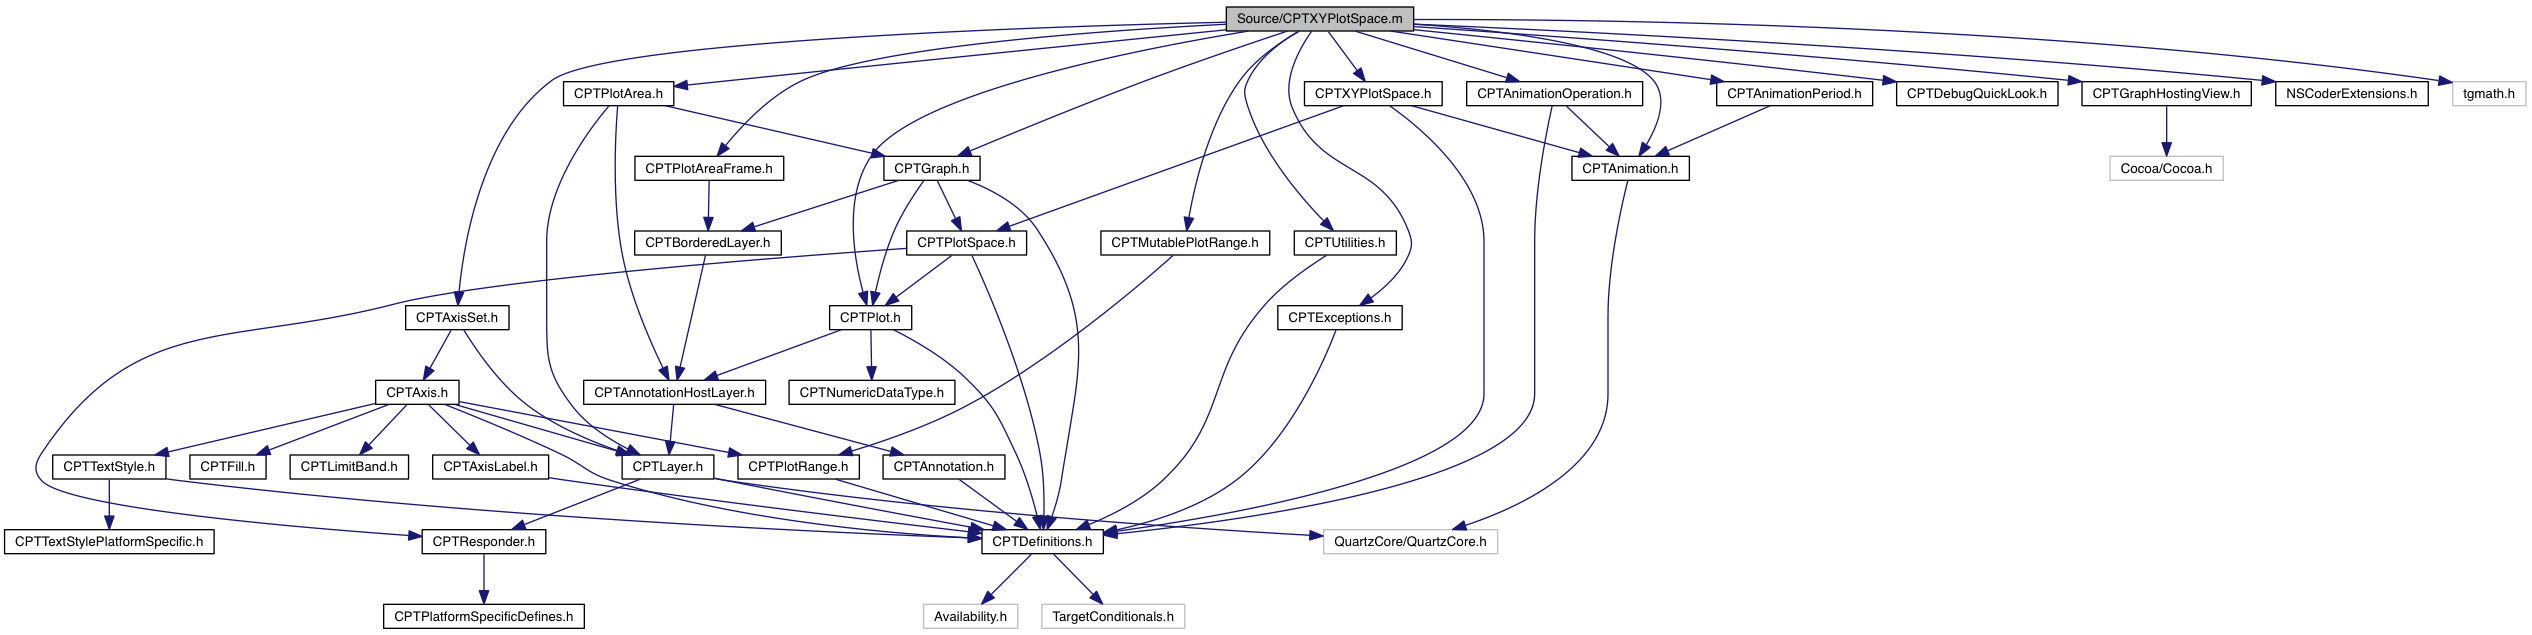 Source/CPTXYPlotSpace.m
CPTPlotArea.h
CPTXYPlotSpace.h
CPTAnimationOperation.h
CPTAnimationPeriod.h
CPTDebugQuickLook.h
CPTGraphHostingView.h
NSCoderExtensions.h
tgmath.h
CPTPlotAreaFrame.h
CPTGraph.h
CPTAnimation.h
Cocoa/Cocoa.h
CPTBorderedLayer.h
CPTPlotSpace.h
CPTMutablePlotRange.h
CPTUtilities.h
CPTAxisSet.h
CPTPlot.h
CPTExceptions.h
CPTAxis.h
CPTAnnotationHostLayer.h
CPTNumericDataType.h
CPTTextStyle.h
CPTFill.h
CPTLimitBand.h
CPTAxisLabel.h
CPTLayer.h
CPTPlotRange.h
CPTAnnotation.h
CPTTextStylePlatformSpecific.h
CPTResponder.h
CPTDefinitions.h
QuartzCore/QuartzCore.h
CPTPlatformSpecificDefines.h
Availability.h
TargetConditionals.h